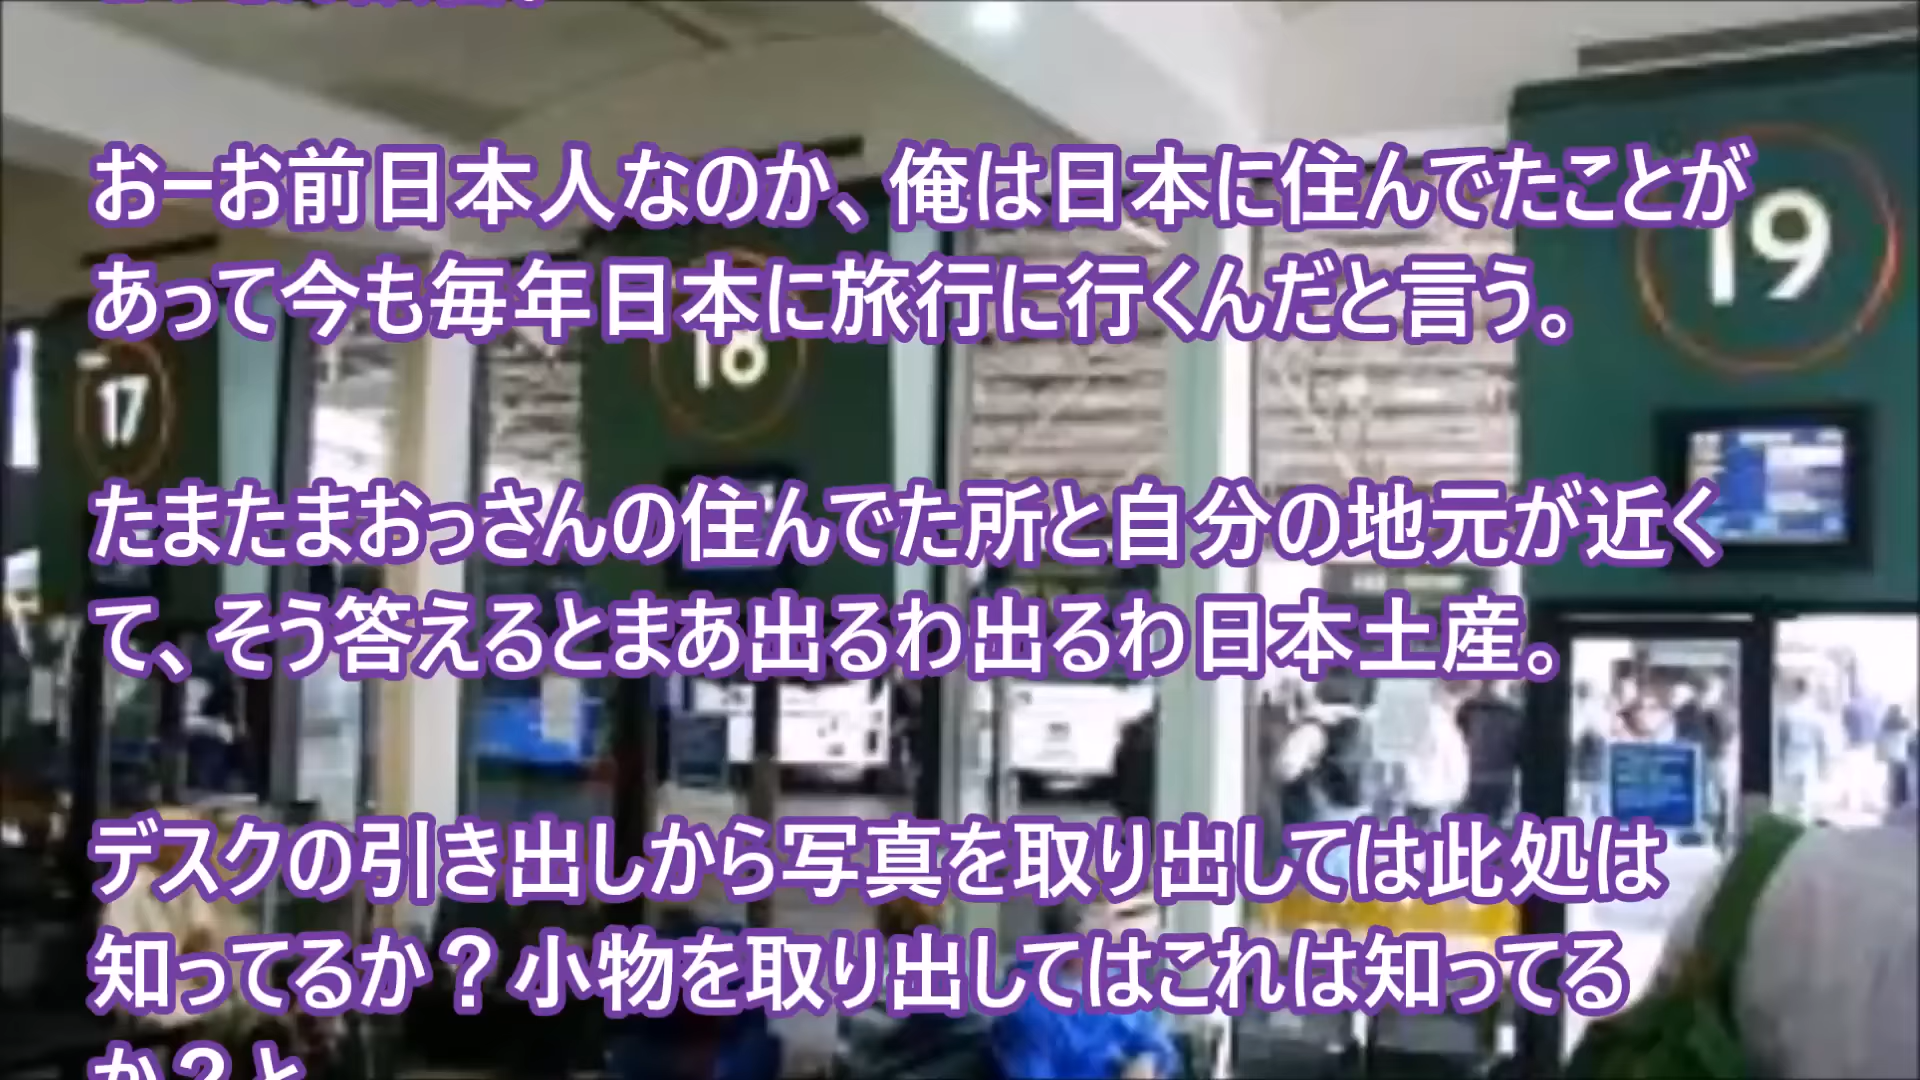 おーお前日本人なのか、俺は日本に住んでたことが
あって今も毎年日本に旅行に行くんだと言う。
たまたまおっさんの住んでた所と自分の地元が近く
て、そう答えるとまあ出るわ出るわ日本土産。
デスクの引き出しから写真を取り出しては此処は
知ってるか？小物を取り出してはこれは知ってる
か？と
17
18
19